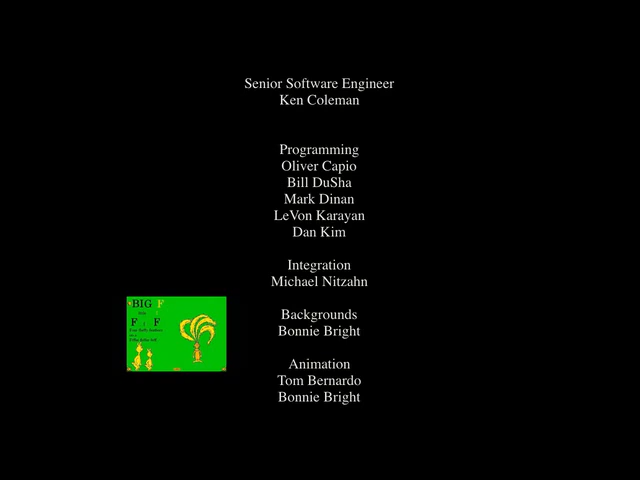 Senior Software Engineer
Ken Coleman
Programming
Oliver Capio
Bill DuSha
Mark Dinan
LeVon Karayan
Dan Kim
Integration
Michael Nitzahn
Backgrounds
Bonnie Bright
Animation
Tom Bernardo
Bonnie Bright
BIG F
F f F